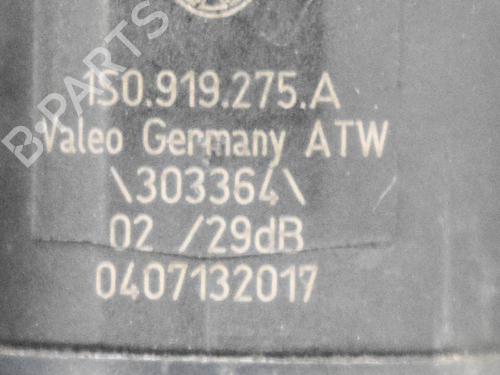 B-PARTS
1S0.919.275.A
Valeo Germany ATW
\303364\
02 /29dB
0407132017